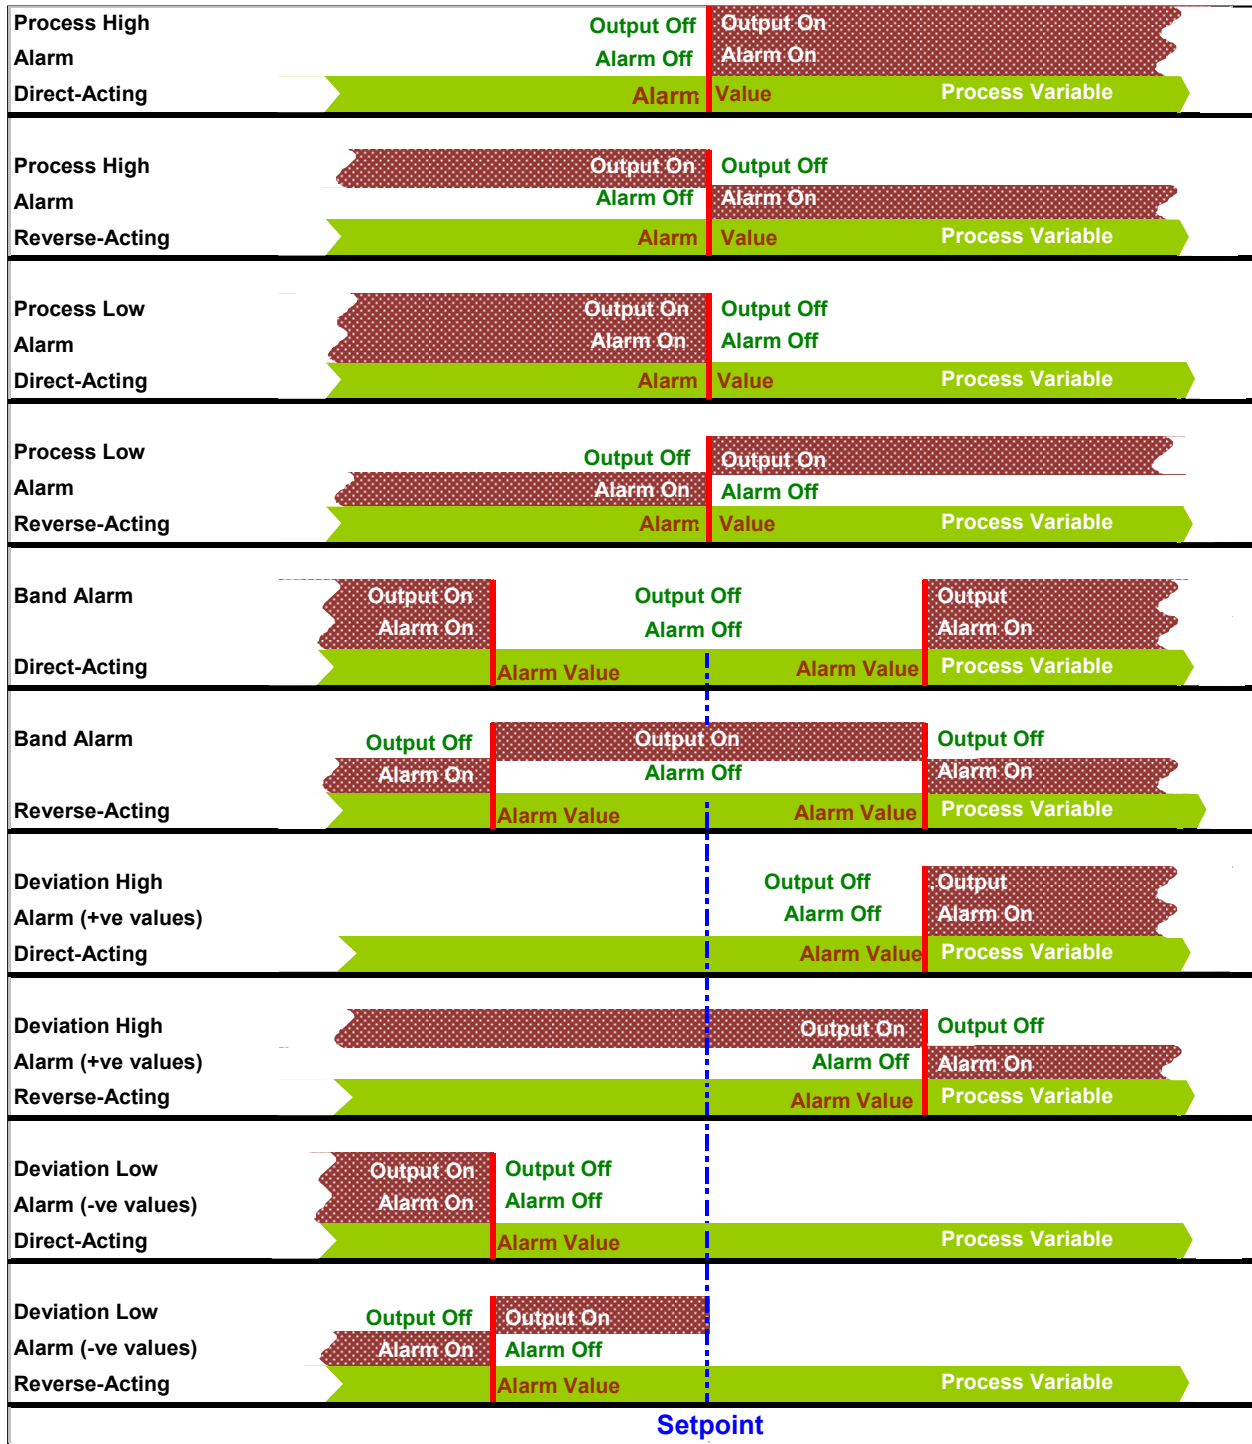 Process High
Output Off
Output On
Alarm
Alarm Off
Alarm On
Direct-Acting
Alarm
Value
Process Variable
Process High
Output On
Output Off
Alarm
Alarm Off
Alarm On
Reverse-Acting
Alarm
Value
Process Variable
Process Low
Output On
Output Off
Alarm
Alarm On
Alarm Off
Direct-Acting
Alarm
Value
Process Variable
Process Low
Output Off
Output On
Alarm
Alarm On
Alarm Off
Reverse-Acting
Alarm
Value
Process Variable
Band Alarm
Output On
Output Off
Output
Alarm On
Alarm Off
Alarm On
Direct-Acting
Alarm Value
Alarm Value
Process Variable
Band Alarm
Output Off
Output On
Output Off
Alarm On
Alarm Off
Alarm On
Reverse-Acting
Alarm Value
Alarm Value
Process Variable
Deviation High
Output Off
Output
Alarm (+ve values)
Alarm Off
Alarm On
Direct-Acting
Alarm Value
Process Variable
Deviation High
Output On
Output Off
Alarm (+ve values)
Alarm Off
Alarm On
Reverse-Acting
Alarm Value
Process Variable
Deviation Low
Output On
Output Off
Alarm (-ve values)
Alarm On
Alarm Off
Direct-Acting
Alarm Value
Process Variable
Deviation Low
Output Off
Output On
Alarm (-ve values)
Alarm On
Alarm Off
Reverse-Acting
Alarm Value
Process Variable
Setpoint